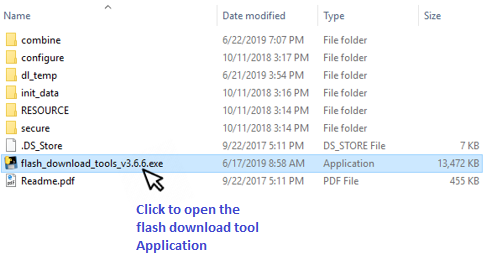 Name Date modified Type Size
combine 6/22/2019 7:07 PM File folder
configure 10/11/2018 3:17 PM File folder
dl_temp 6/21/2019 3:54 PM File folder
init_data 10/11/2018 3:16 PM File folder
RESOURCE 10/11/2018 3:14 PM File folder
secure 10/11/2018 3:14 PM File folder
.DS_Store 9/22/2017 5:11 PM DS_STORE File 7 KB
flash_download_tools_v3.6.6.exe 6/17/2019 8:58 AM Application 13,472 KB
Readme.pdf 9/22/2017 5:11 PM PDF File 455 KB
Click to open the
flash download tool
Application